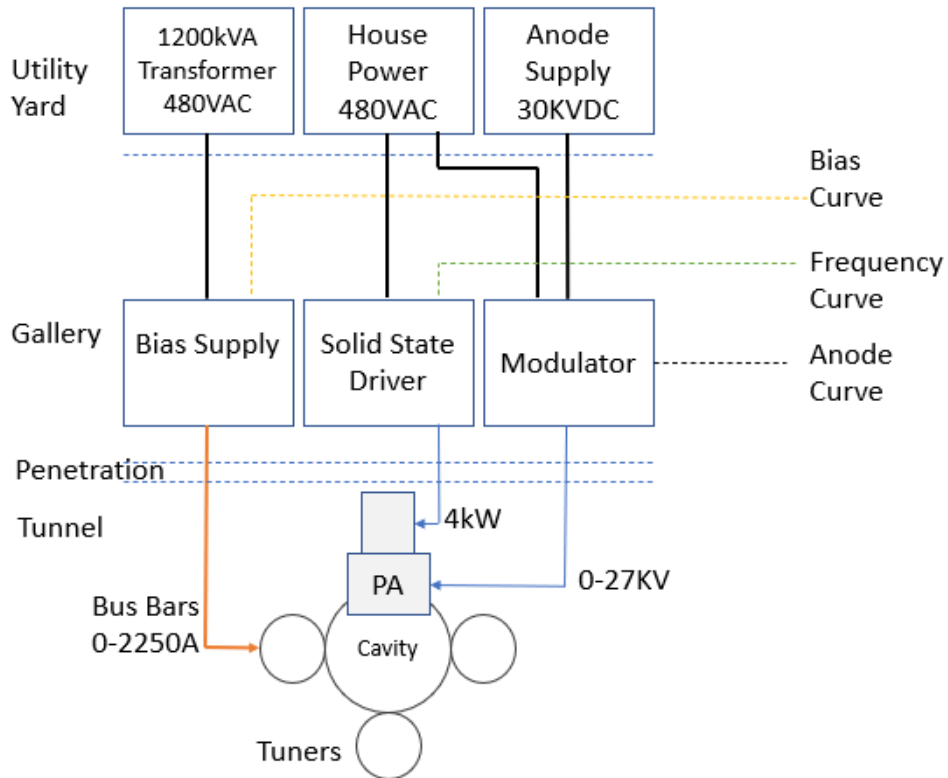 Utility
Yard
1200kVA
Transformer
480VAC
House
Power
480VAC
Anode
Supply
30KVDC
Bias
Curve
Frequency
Curve
Anode
Curve
Gallery
Bias Supply
Solid State
Driver
Modulator
Penetration
Tunnel
4kW
PA
0-27KV
Bus Bars
0-2250A
Cavity
Tuners